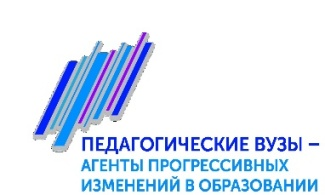 ПЕДАГОГИЧЕСКИЕ ВУЗЫ –
АГЕНТЫ ПРОГРЕССИВНЫХ
ИЗМЕНЕНИЙ В ОБРАЗОВАНИИ